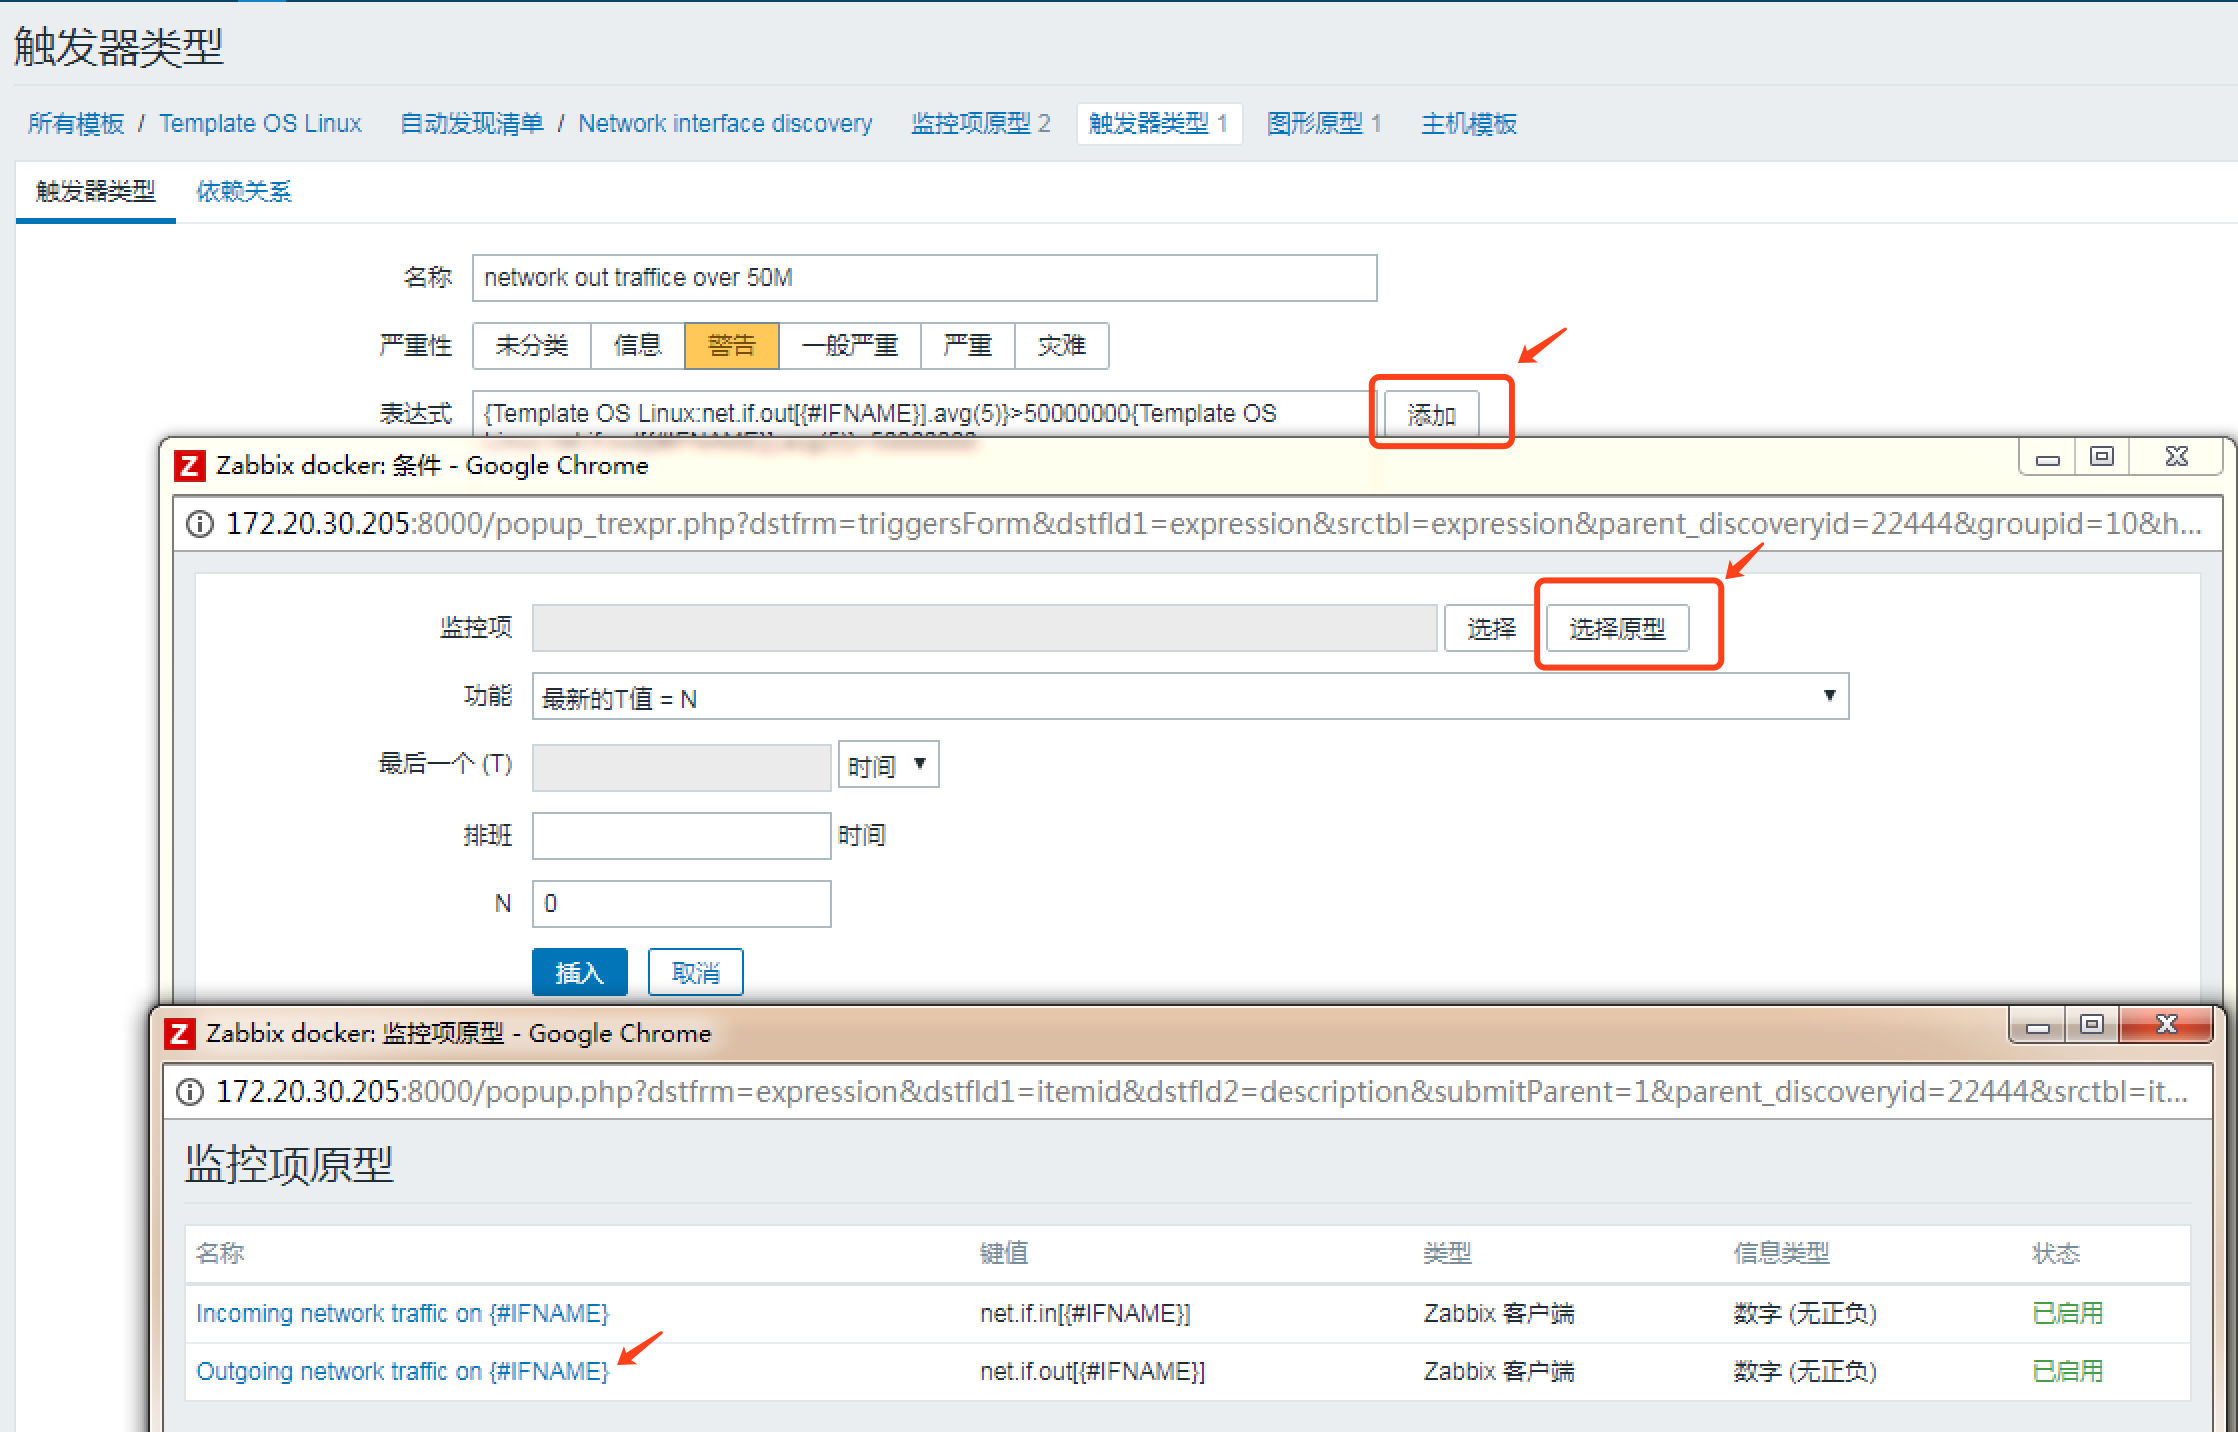 触发器类型
所有模板 / Template OS Linux 自动发现清单 / Network interface discovery 监控项原型 2 触发器类型 1 图形原型 1 主机模板
触发器类型 依赖关系
名称 network out traffice over 50M
严重性 未分类 信息 警告 一般严重 严重 灾难
表达式 {Template OS Linux:net.if.out[{#IFNAME}].avg(5)}>50000000{Template OS 添加
Zabbix docker: 条件 - Google Chrome
172.20.30.205:8000/popup_trexpr.php?dstfrm=triggersForm&dstfld1=expression&srctbl=expression&parent_discoveryid=22444&groupid=10&h...
监控项 选择 选择原型
功能 最新的T值 = N
最后一个 (T) 时间
排班 时间
N 0
插入 取消
Zabbix docker: 监控项原型 - Google Chrome
172.20.30.205:8000/popup.php?dstfrm=expression&dstfld1=itemid&dstfld2=description&submitParent=1&parent_discoveryid=22444&srctbl=it...
监控项原型
名称 键值 类型 信息类型 状态
Incoming network traffic on {#IFNAME} net.if.in[{#IFNAME}] Zabbix 客户端 数字 (无正负) 已启用
Outgoing network traffic on {#IFNAME} net.if.out[{#IFNAME}] Zabbix 客户端 数字 (无正负) 已启用